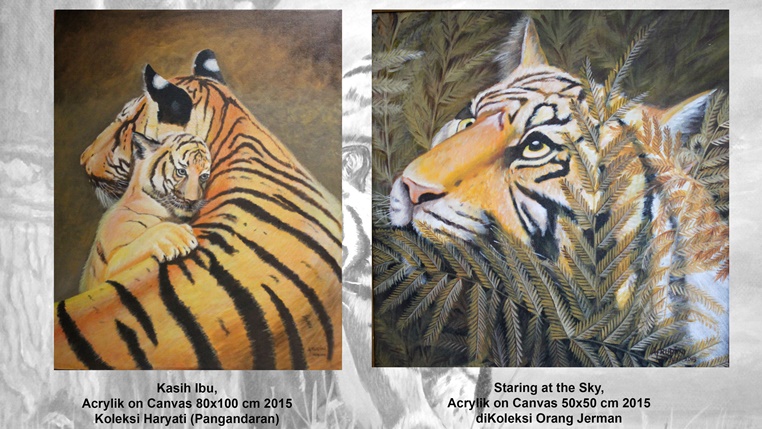 Kasih Ibu,
Acrylik on Canvas 80x100 cm 2015
Koleksi Haryati (Pangandaran)
Staring at the Sky,
Acrylik on Canvas 50x50 cm 2015
diKoleksi Orang Jerman